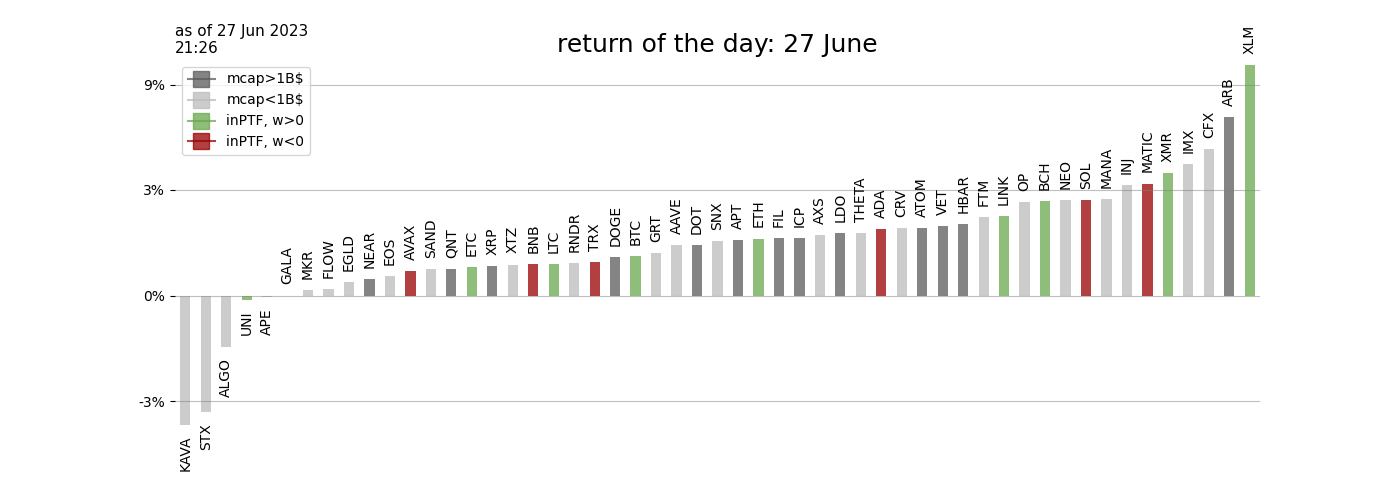 as of 27 Jun 2023
21:26
return of the day: 27 June
mcap>1B$
mcap<1B$
inPTF, w>0
inPTF, w<0
9%
3%
0%
-3%
KAVA
STX
ALGO
UNI
APE
GALA
MKR
FLOW
EGLD
NEAR
EOS
AVAX
SAND
QNT
ETC
XRP
XTZ
BNB
LTC
RNDR
TRX
DOGE
BTC
GRT
AAVE
DOT
SNX
APT
ETH
FIL
ICP
AXS
LDO
THETA
ADA
CRV
ATOM
VET
HBAR
FTM
LINK
OP
BCH
NEO
SOL
MANA
INJ
MATIC
XMR
IMX
CFX
ARB
XLM